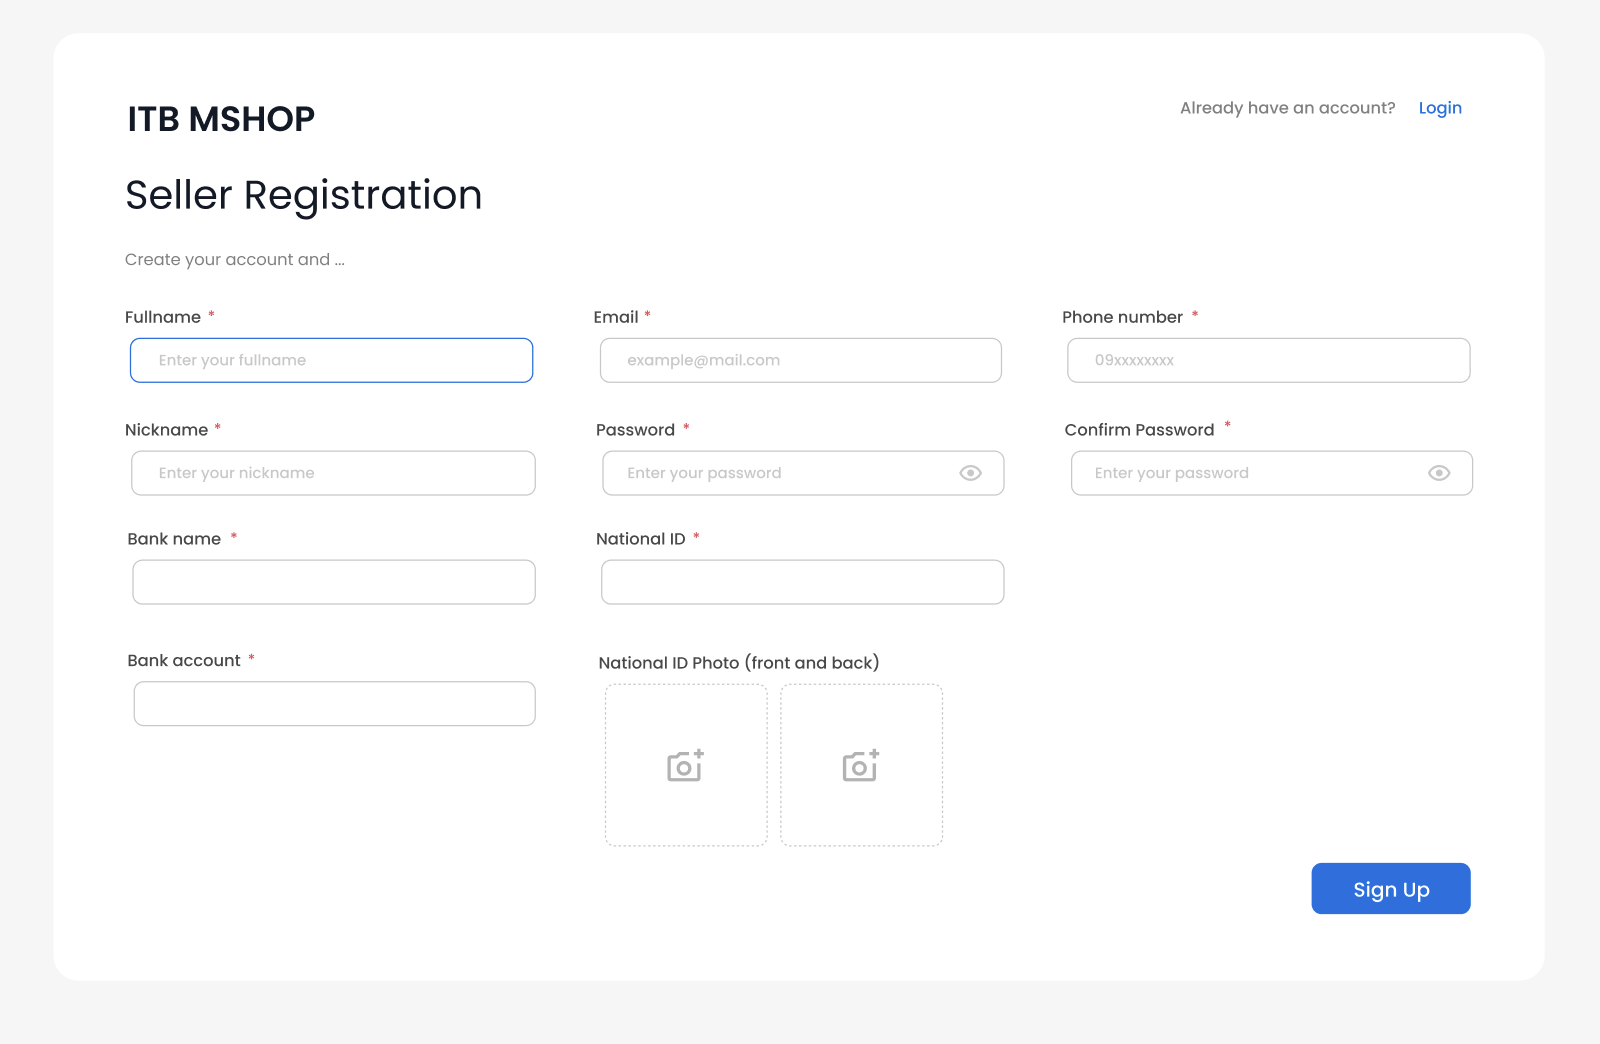 ITB MSHOP
Already have an account? Login
Seller Registration
Create your account and ...
Fullname * Email * Phone number *
Enter your fullname example@mail.com 09xxxxxxxx
Nickname * Password * Confirm Password *
Enter your nickname Enter your password Enter your password
Bank name * National ID *
Bank account * National ID Photo (front and back)
Sign Up